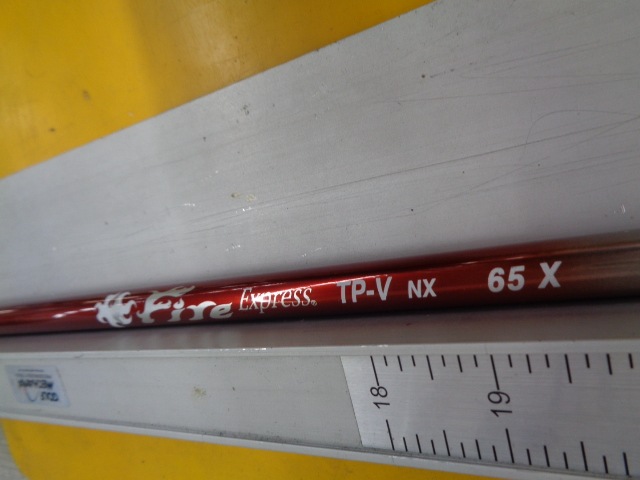 Fire Express® TP-V NX 65 X
18 19